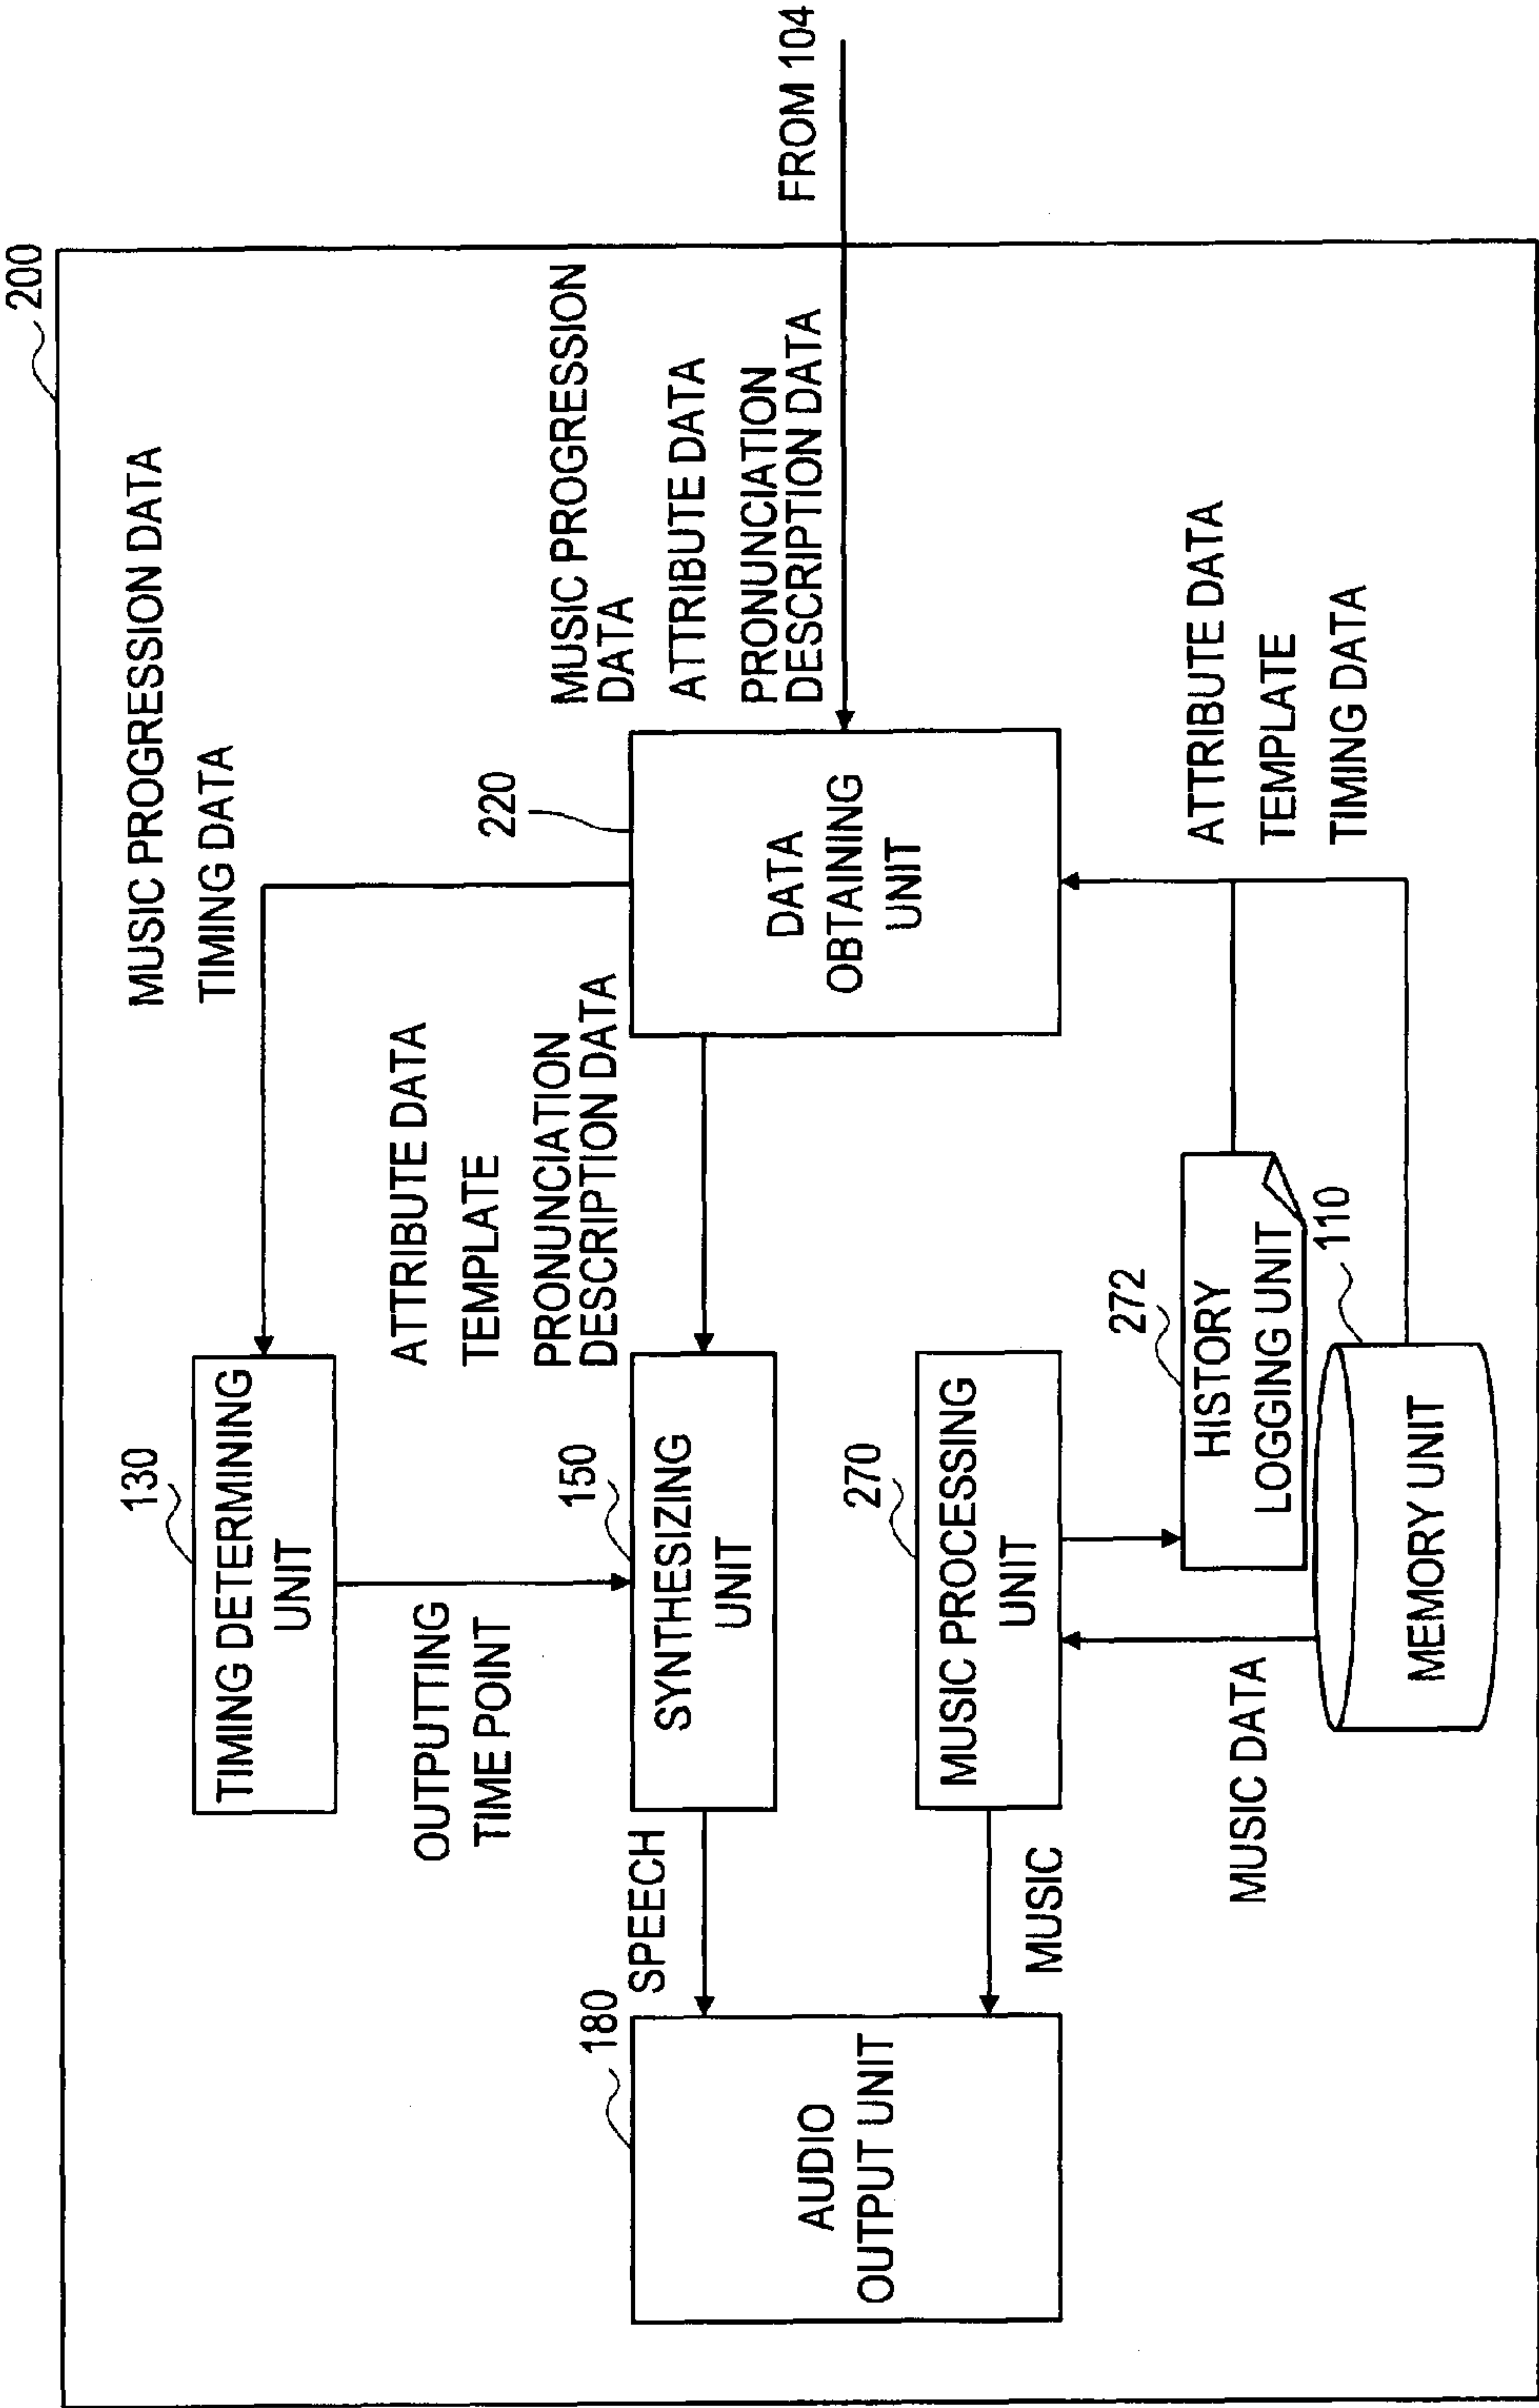 200
MUSIC PROGRESSION DATA
TIMING DATA
130
TIMING DETERMINING
UNIT
OUTPUTTING
TIME POINT
ATTRIBUTE DATA
TEMPLATE
PRONUNCIATION
DESCRIPTION DATA
MUSIC PROGRESSION
DATA
ATTRIBUTE DATA
PRONUNCIATION
DESCRIPTION DATA
FROM 104
180
AUDIO
OUTPUT UNIT
SPEECH
150
SYNTHESIZING
UNIT
220
DATA
OBTAINING
UNIT
MUSIC
270
MUSIC PROCESSING
UNIT
272
HISTORY
LOGGING UNIT
ATTRIBUTE DATA
TEMPLATE
TIMING DATA
MUSIC DATA
110
MEMORY UNIT